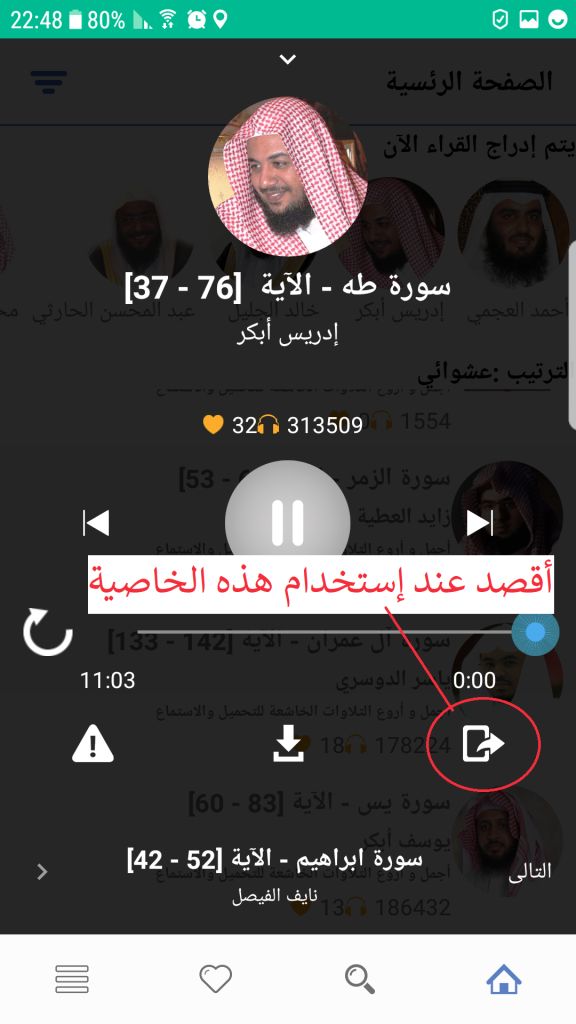 22:48 80%
الصفحة الرئسية
يتم إدراج القراء الآن
سورة طه - الآية [76 - 37]
أحمد العجمي إدريس أبكر خالد الجليل عبد المحسن الحارثي
إدريس أبكر
لترتيب :عشوائي
313509 32
1554
سورة الزمر - 53]
زايد العطية
أقصد عند إستخدام هذه الخاصية
سورة آل عمران - الآية [142 - 133]
11:03 0:00
ياسر الدوسري
أجمل و أروع التلاوات الخاشعة للتحميل والاستماع
178224 18
سورة يس - الآية [83 - 60]
يوسف أبكر
سورة ابراهيم - الآية [52 - 42]
التالى
نايف الفيصل
186432 13